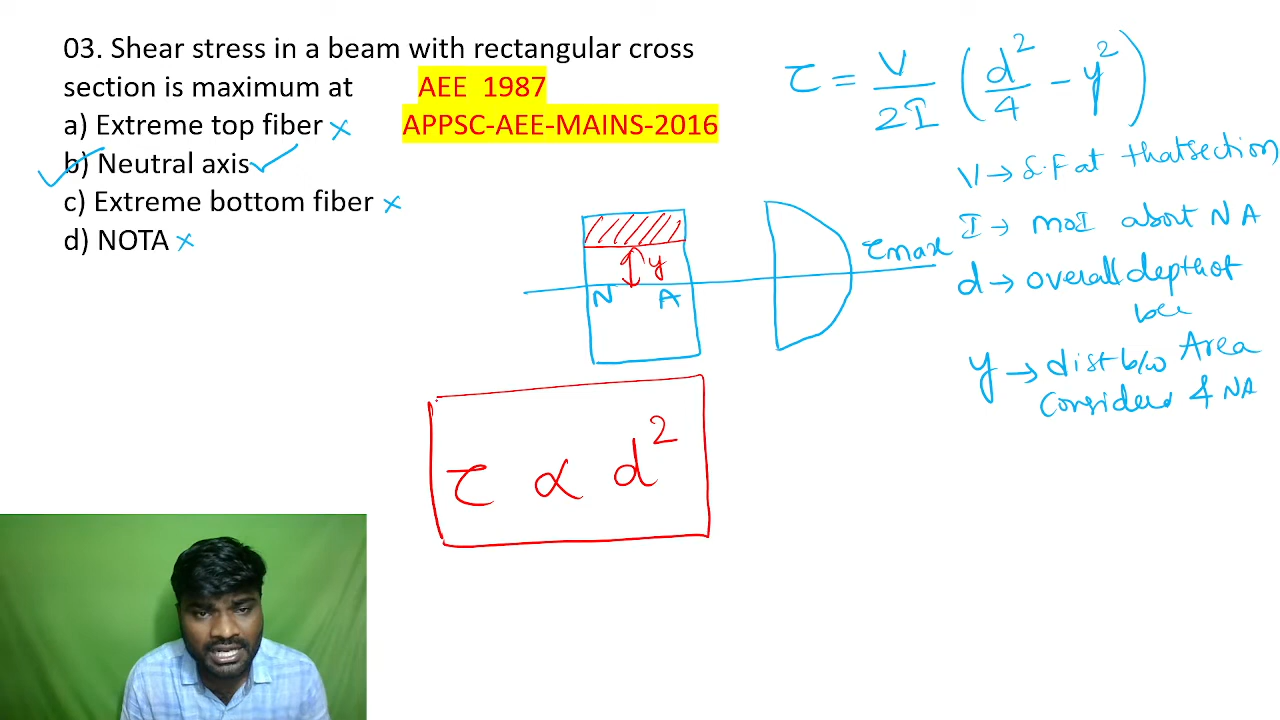 03. Shear stress in a beam with rectangular cross
section is maximum at AEE 1987
a) Extreme top fiber × APPSC-AEE-MAINS-2016
b) Neutral axis ✓
c) Extreme bottom fiber ×
d) NOTA ×
τ = V/2I (d²/4 - y²)
V → S.F at that section
I → MOI about NA
d → overall depth of
y → dist b/w Area
Considered & NA
y
N A
τmax
τ ∝ d²